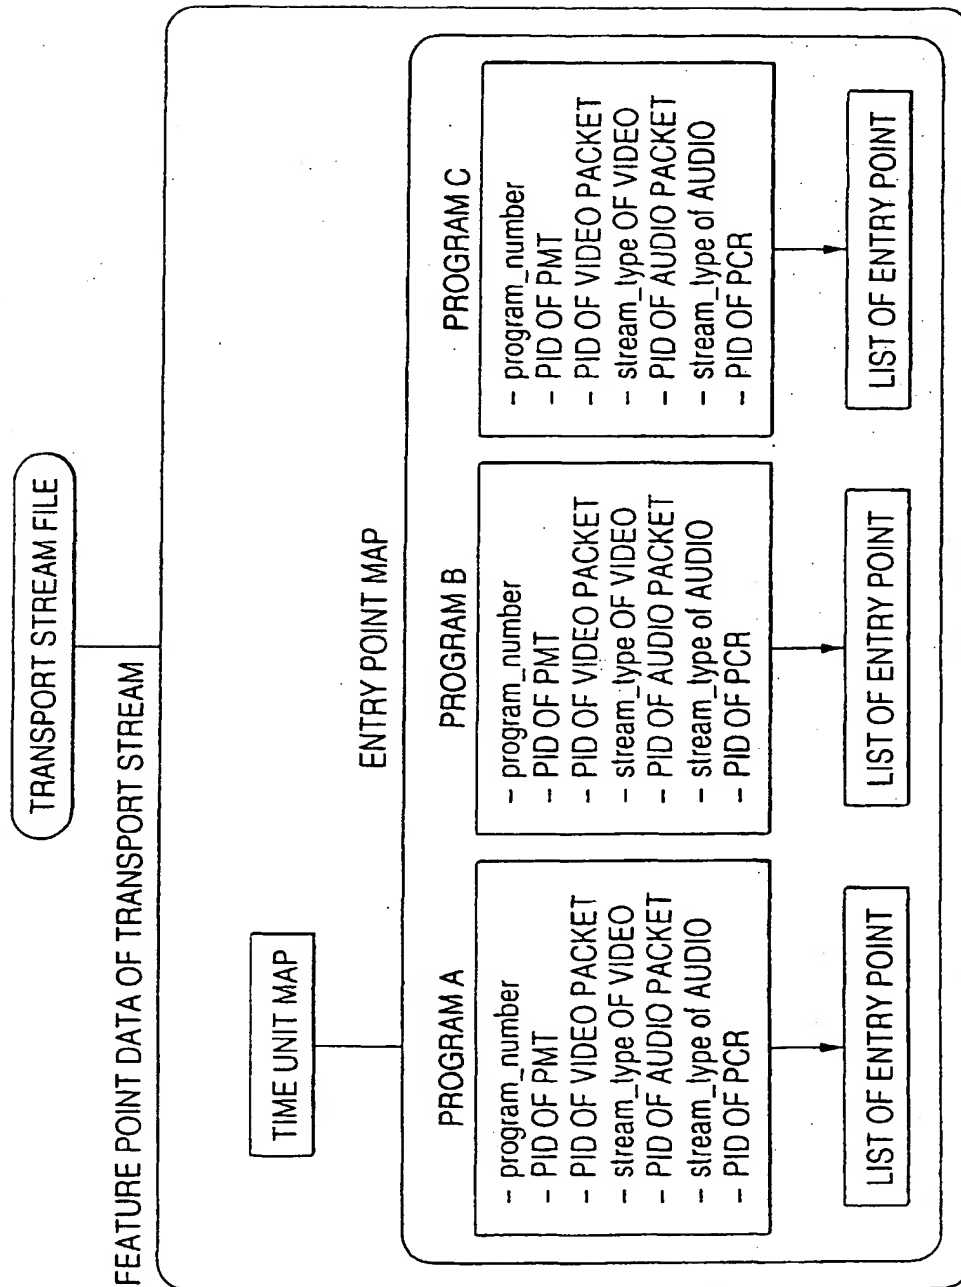 TRANSPORT STREAM FILE
FEATURE POINT DATA OF TRANSPORT STREAM
TIME UNIT MAP
ENTRY POINT MAP
PROGRAM A
- program_number
- PID OF PMT
- PID OF VIDEO PACKET
- stream_type OF VIDEO
- PID OF AUDIO PACKET
- stream_type of AUDIO
- PID OF PCR
LIST OF ENTRY POINT
PROGRAM B
- program_number
- PID OF PMT
- PID OF VIDEO PACKET
- stream_type OF VIDEO
- PID OF AUDIO PACKET
- stream_type of AUDIO
- PID OF PCR
LIST OF ENTRY POINT
PROGRAM C
- program_number
- PID OF PMT
- PID OF VIDEO PACKET
- stream_type OF VIDEO
- PID OF AUDIO PACKET
- stream_type of AUDIO
- PID OF PCR
LIST OF ENTRY POINT